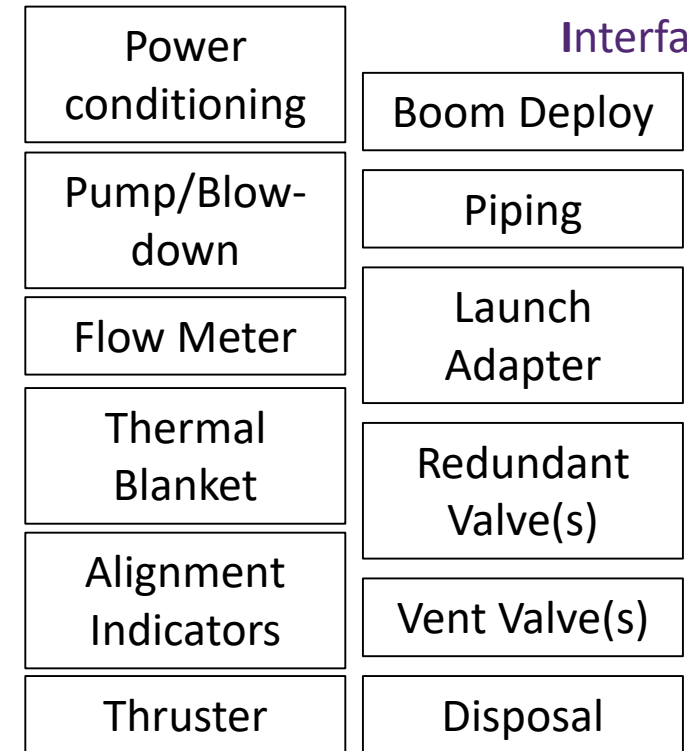 Interfa
Power
conditioning
Pump/Blow-
down
Flow Meter
Thermal
Blanket
Alignment
Indicators
Thruster
Boom Deploy
Piping
Launch
Adapter
Redundant
Valve(s)
Vent Valve(s)
Disposal